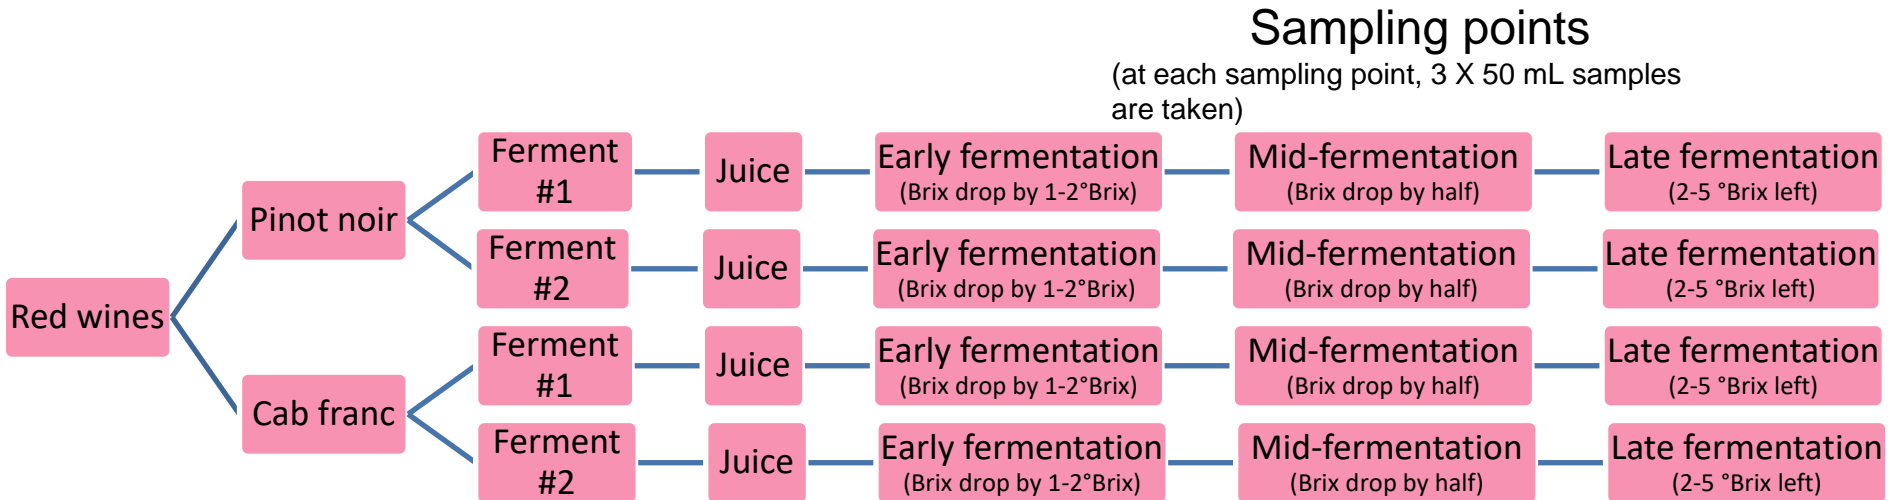 Sampling points
(at each sampling point, 3 X 50 mL samples
are taken)
Red wines
Pinot noir
Ferment
#1
Juice
Early fermentation
(Brix drop by 1-2°Brix)
Mid-fermentation
(Brix drop by half)
Late fermentation
(2-5 °Brix left)
Ferment
#2
Juice
Early fermentation
(Brix drop by 1-2°Brix)
Mid-fermentation
(Brix drop by half)
Late fermentation
(2-5 °Brix left)
Cab franc
Ferment
#1
Juice
Early fermentation
(Brix drop by 1-2°Brix)
Mid-fermentation
(Brix drop by half)
Late fermentation
(2-5 °Brix left)
Ferment
#2
Juice
Early fermentation
(Brix drop by 1-2°Brix)
Mid-fermentation
(Brix drop by half)
Late fermentation
(2-5 °Brix left)